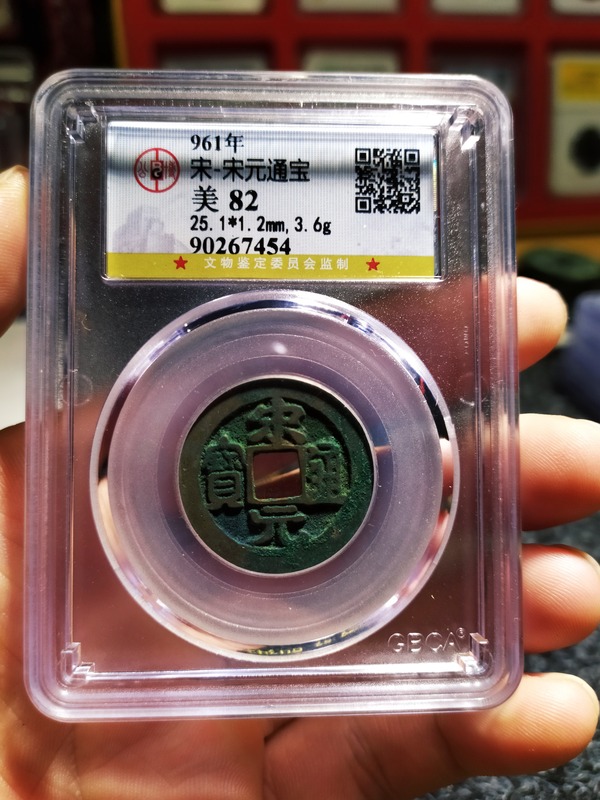 961年
宋-宋元通宝
美 82
25.1*1.2mm,3.6g
90267454
★ 文物鉴定委员会监制 ★
宋
寳 通
元
GBCA®